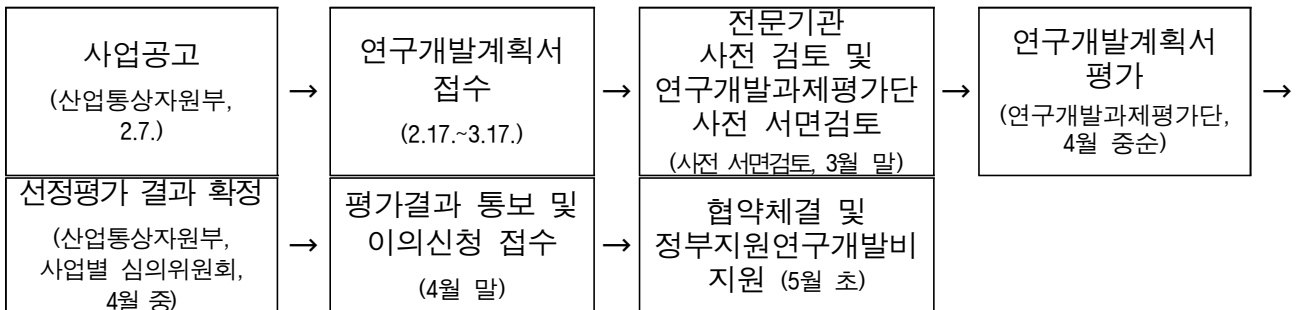 사업공고
(산업통상자원부,
2.7.)
→
연구개발계획서
접수
(2.17.~3.17.)
→
전문기관
사전 검토 및
연구개발과제평가단
사전 서면검토
(사전 서면검토, 3월 말)
→
연구개발계획서
평가
(연구개발과제평가단,
4월 중순)
→
선정평가 결과 확정
(산업통상자원부,
사업별 심의위원회,
4월 중)
→
평가결과 통보 및
이의신청 접수
(4월 말)
→
협약체결 및
정부지원연구개발비
지원 (5월 초)